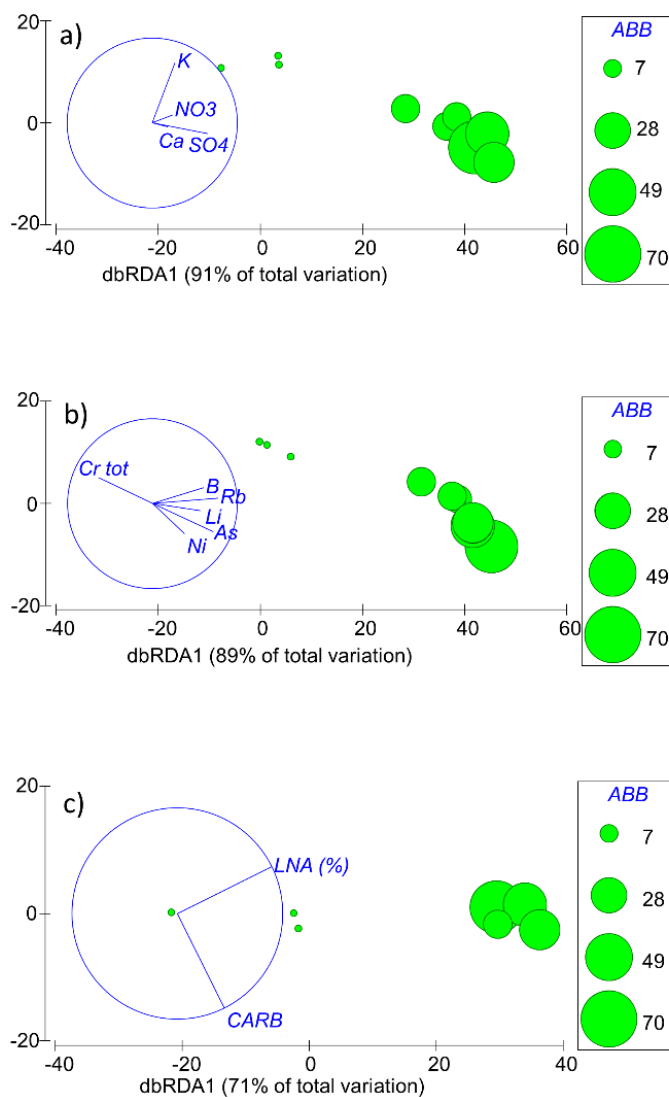 a)
20
0
-20
K
NO3
Ca SO4
-40 -20 0 20 40 60
dbRDA1 (91% of total variation)
ABB
7
28
49
70
b)
20
0
-20
Cr tot
B
Rb
Li
As
Ni
-40 -20 0 20 40 60
dbRDA1 (89% of total variation)
ABB
7
28
49
70
c)
20
0
-20
LNA (%)
CARB
-40 -20 0 20 40
dbRDA1 (71% of total variation)
ABB
7
28
49
70